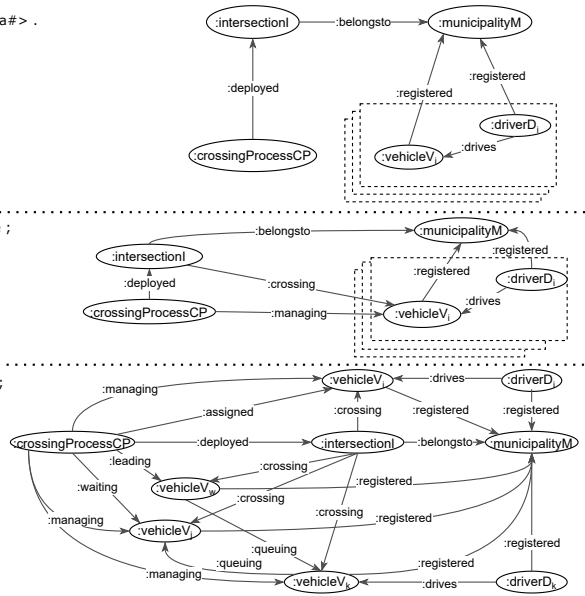 a#> .
:intersectionI
:belongsto
:municipalityM
:deployed
:registered
:registered
:driverDi
:drives
:vehicleVi
:crossingProcessCP
;
:belongsto
:municipalityM
:intersectionI
:registered
:registered
:deployed
:crossing
:driverDi
:drives
:crossingProcessCP
:managing
:vehicleVi
;
:managing
:vehicleVi
:drives
:driverDi
:assigned
:crossing
:registered
:registered
:crossingProcessCP
:deployed
:intersectionI
:belongsto
:municipalityM
:leading
:crossing
:waiting
:vehicleVw
:registered
:crossing
:managing
:crossing
:registered
:vehicleVj
:queuing
:registered
:queuing
:registered
:managing
:vehicleVk
:drives
:driverDk